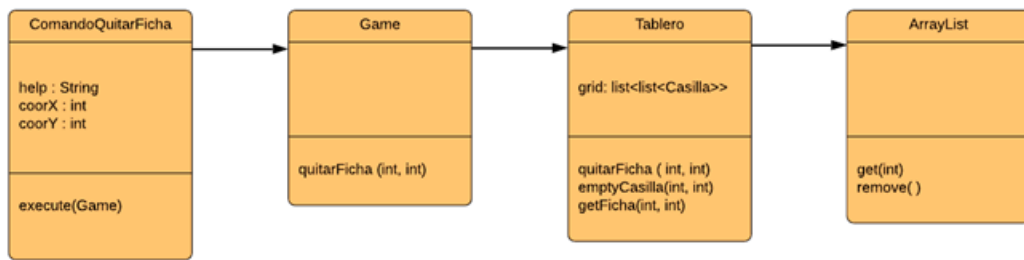 ComandoQuitarFicha
help : String
coorX : int
coorY : int
execute(Game)
Game
quitarFicha (int, int)
Tablero
grid: list<list<Casilla>>
quitarFicha ( int, int)
emptyCasilla(int, int)
getFicha(int, int)
ArrayList
get(int)
remove( )